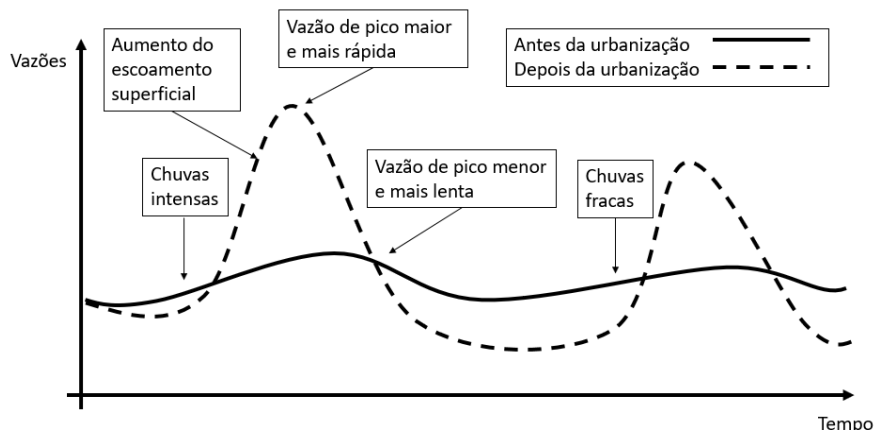 Vazões
Aumento do
escoamento
superficial
Vazão de pico maior
e mais rápida
Antes da urbanização
Depois da urbanização
Chuvas
intensas
Vazão de pico menor
e mais lenta
Chuvas
fracas
Tempo